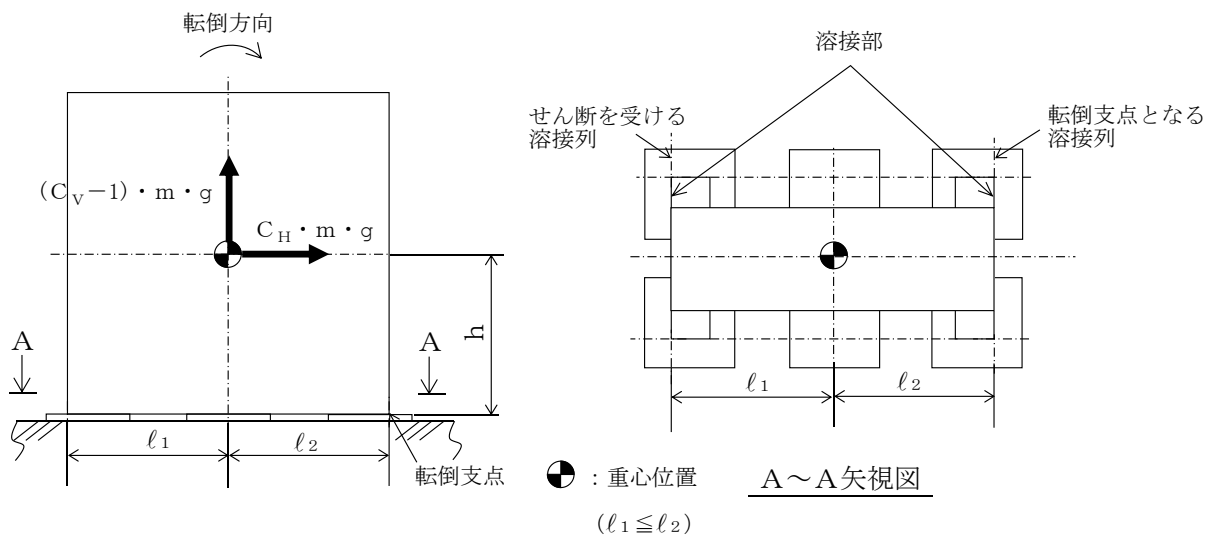 転倒方向
(CV−1)・m・g
CH・m・g
h
A
A
ℓ1
ℓ2
転倒支点
溶接部
せん断を受ける
溶接列
転倒支点となる
溶接列
ℓ1
ℓ2
：重心位置
(ℓ1≦ℓ2)
A～A矢視図